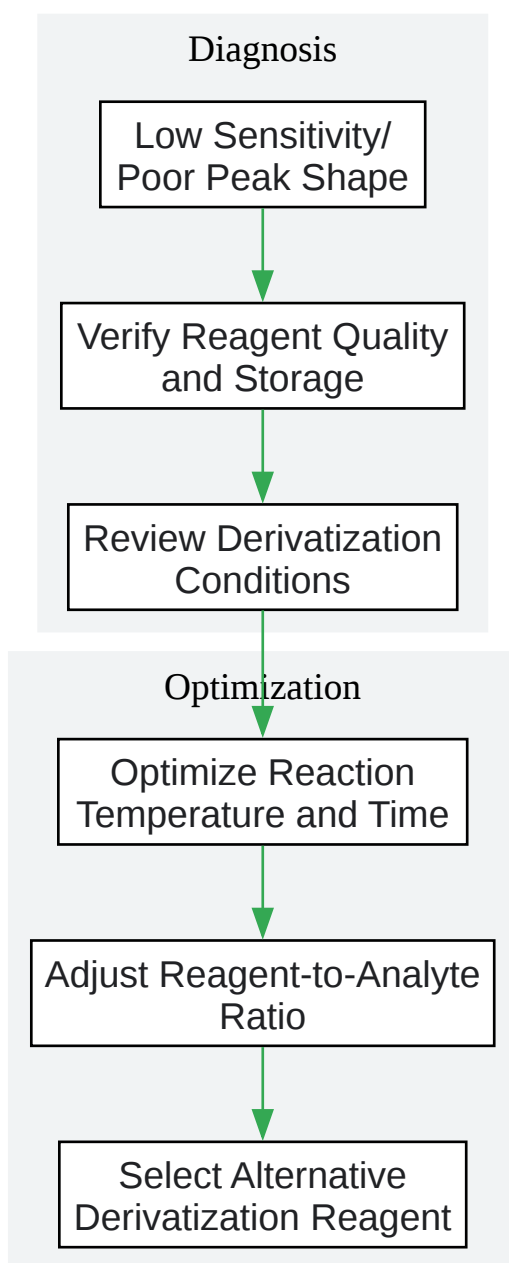 Diagnosis
Low Sensitivity/
Poor Peak Shape
Verify Reagent Quality
and Storage
Review Derivatization
Conditions
Optimization
Optimize Reaction
Temperature and Time
Adjust Reagent-to-Analyte
Ratio
Select Alternative
Derivatization Reagent